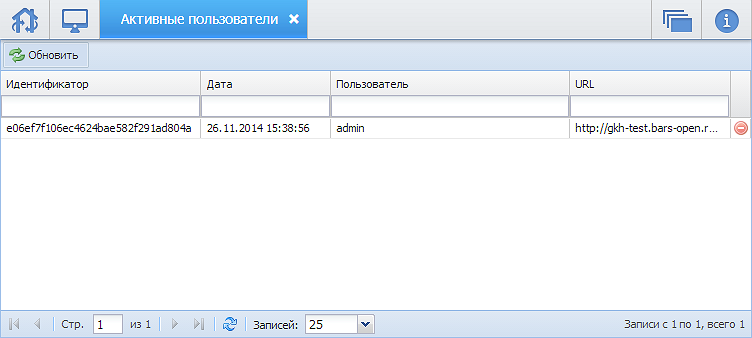 Активные пользователи
Обновить
Идентификатор Дата Пользователь URL
e06ef7f106ec4624bae582f291ad804a 26.11.2014 15:38:56 admin http://gkh-test.bars-open.r...
Стр. 1 из 1 Записей: 25 Записи с 1 по 1, всего 1